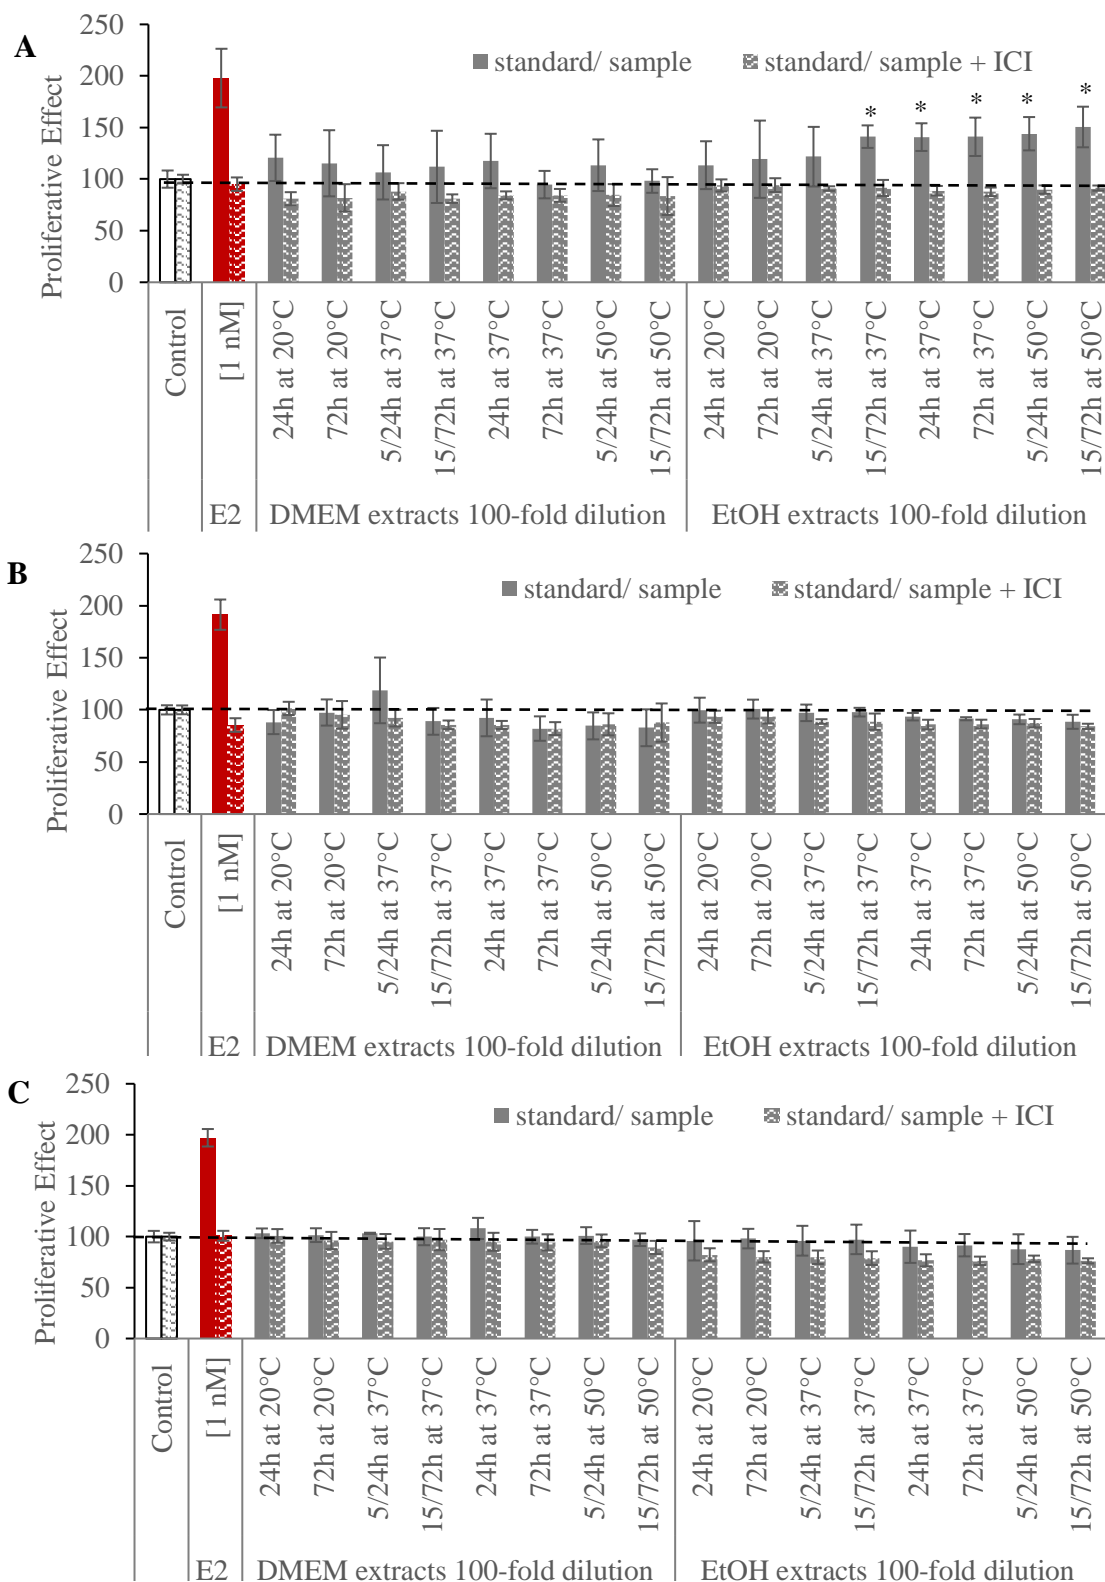 A
250
200
150
100
50
0
Proliferative Effect
standard/ sample
standard/ sample + ICI
* * * * *
Control
[1 nM]
24h at 20°C
72h at 20°C
5/24h at 37°C
15/72h at 37°C
24h at 37°C
72h at 37°C
5/24h at 50°C
15/72h at 50°C
24h at 20°C
72h at 20°C
5/24h at 37°C
15/72h at 37°C
24h at 37°C
72h at 37°C
5/24h at 50°C
15/72h at 50°C
E2
DMEM extracts 100-fold dilution
EtOH extracts 100-fold dilution
B
250
200
150
100
50
0
Proliferative Effect
standard/ sample
standard/ sample + ICI
Control
[1 nM]
24h at 20°C
72h at 20°C
5/24h at 37°C
15/72h at 37°C
24h at 37°C
72h at 37°C
5/24h at 50°C
15/72h at 50°C
24h at 20°C
72h at 20°C
5/24h at 37°C
15/72h at 37°C
24h at 37°C
72h at 37°C
5/24h at 50°C
15/72h at 50°C
E2
DMEM extracts 100-fold dilution
EtOH extracts 100-fold dilution
C
250
200
150
100
50
0
Proliferative Effect
standard/ sample
standard/ sample + ICI
Control
[1 nM]
24h at 20°C
72h at 20°C
5/24h at 37°C
15/72h at 37°C
24h at 37°C
72h at 37°C
5/24h at 50°C
15/72h at 50°C
24h at 20°C
72h at 20°C
5/24h at 37°C
15/72h at 37°C
24h at 37°C
72h at 37°C
5/24h at 50°C
15/72h at 50°C
E2
DMEM extracts 100-fold dilution
EtOH extracts 100-fold dilution